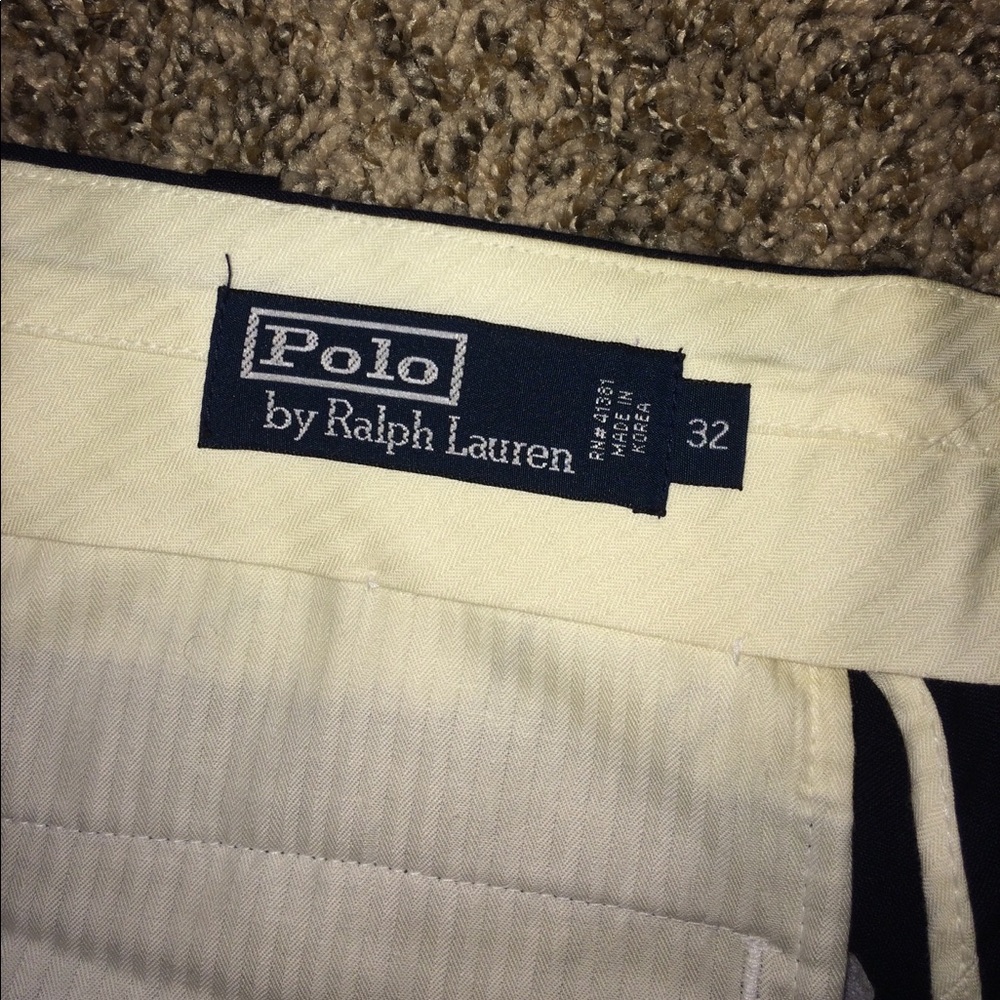 Polo
by Ralph Lauren
RN# 41381
MADE IN
KOREA
32